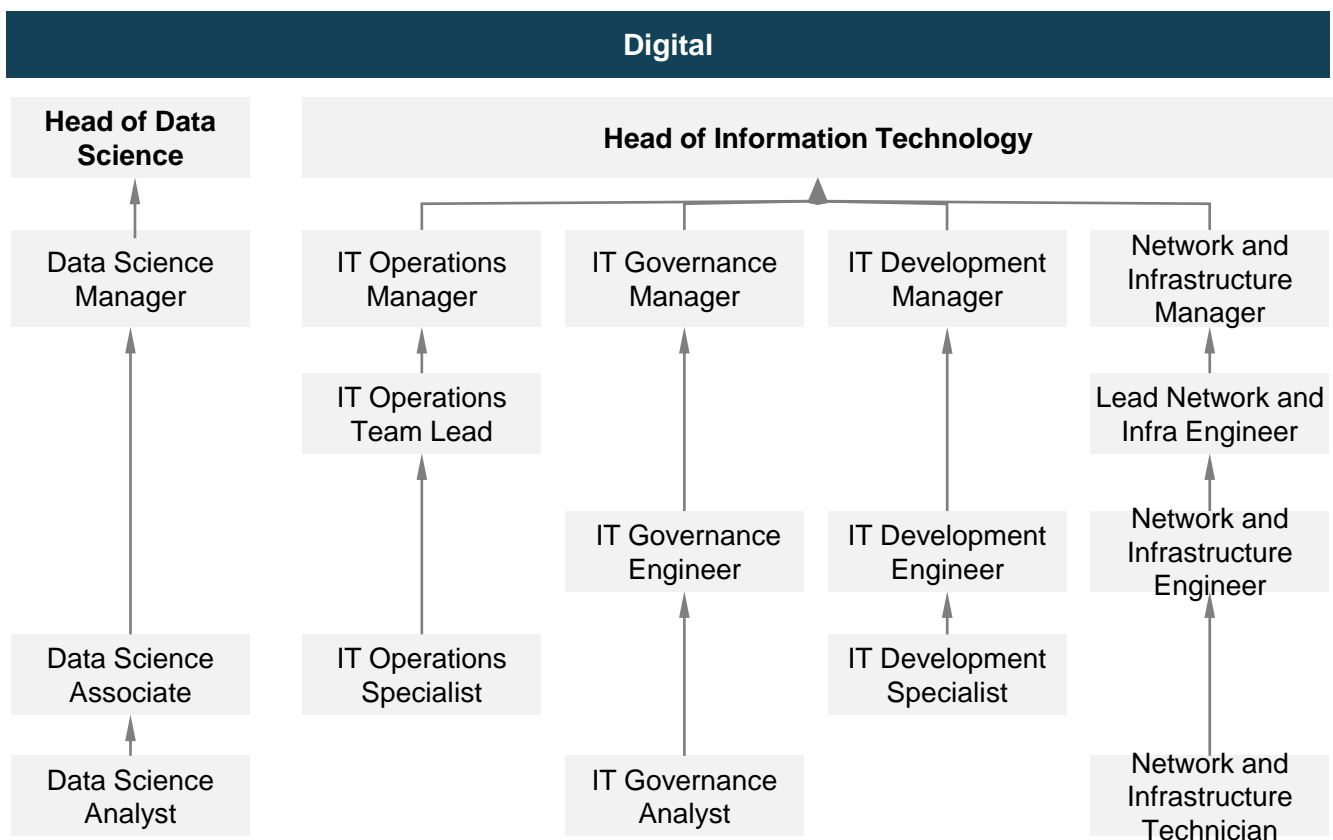 Digital
Head of Data
Science
Head of Information Technology
Data Science
Manager
IT Operations
Manager
IT Governance
Manager
IT Development
Manager
Network and
Infrastructure
Manager
IT Operations
Team Lead
Lead Network and
Infra Engineer
IT Governance
Engineer
IT Development
Engineer
Network and
Infrastructure
Engineer
Data Science
Associate
IT Operations
Specialist
IT Development
Specialist
Data Science
Analyst
IT Governance
Analyst
Network and
Infrastructure
Technician